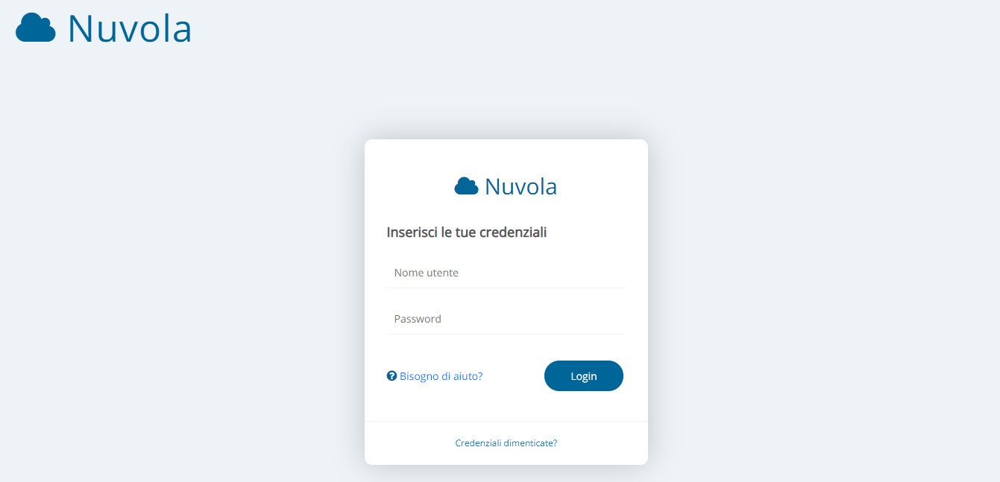 Nuvola
Nuvola
Inserisci le tue credenziali
Nome utente
Password
Bisogno di aiuto?
Login
Credenziali dimenticate?